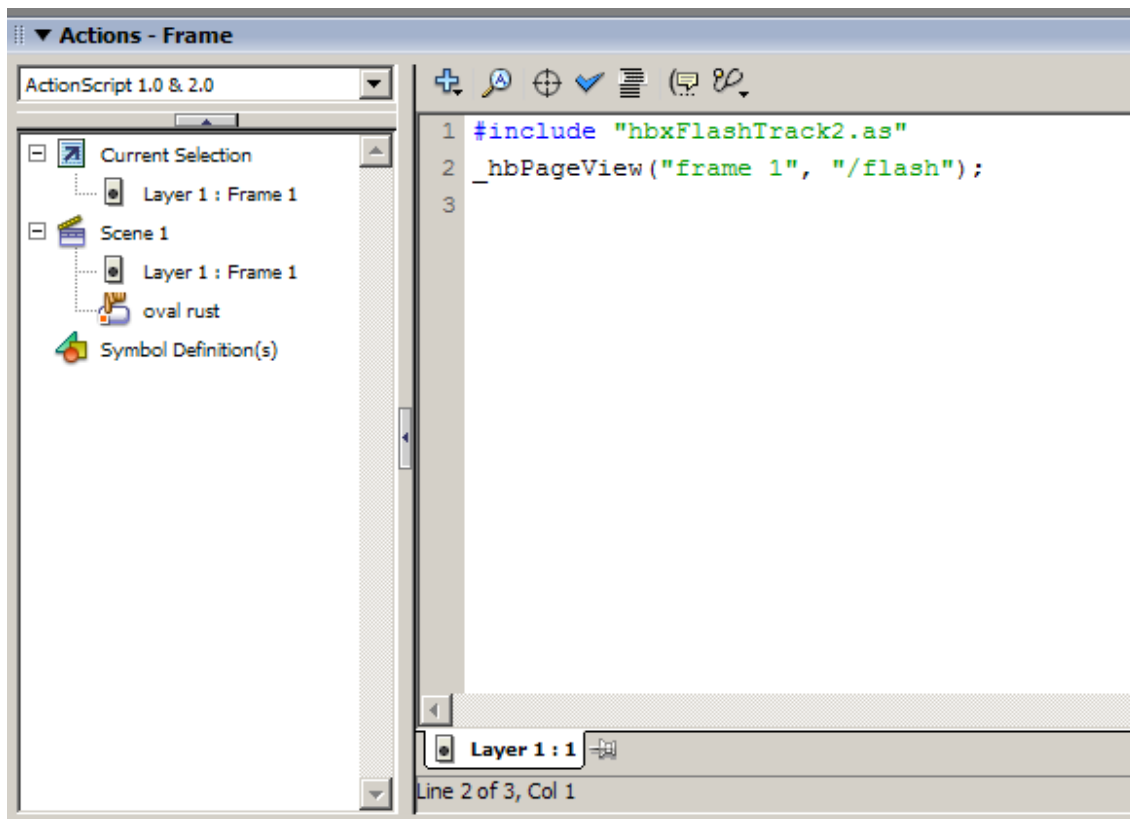 Actions - Frame
ActionScript 1.0 & 2.0
Current Selection
Layer 1 : Frame 1
Scene 1
Layer 1 : Frame 1
oval rust
Symbol Definition(s)
1 #include "hbxFlashTrack2.as"
2 _hbPageView("frame 1", "/flash");
3
Layer 1 : 1
Line 2 of 3, Col 1